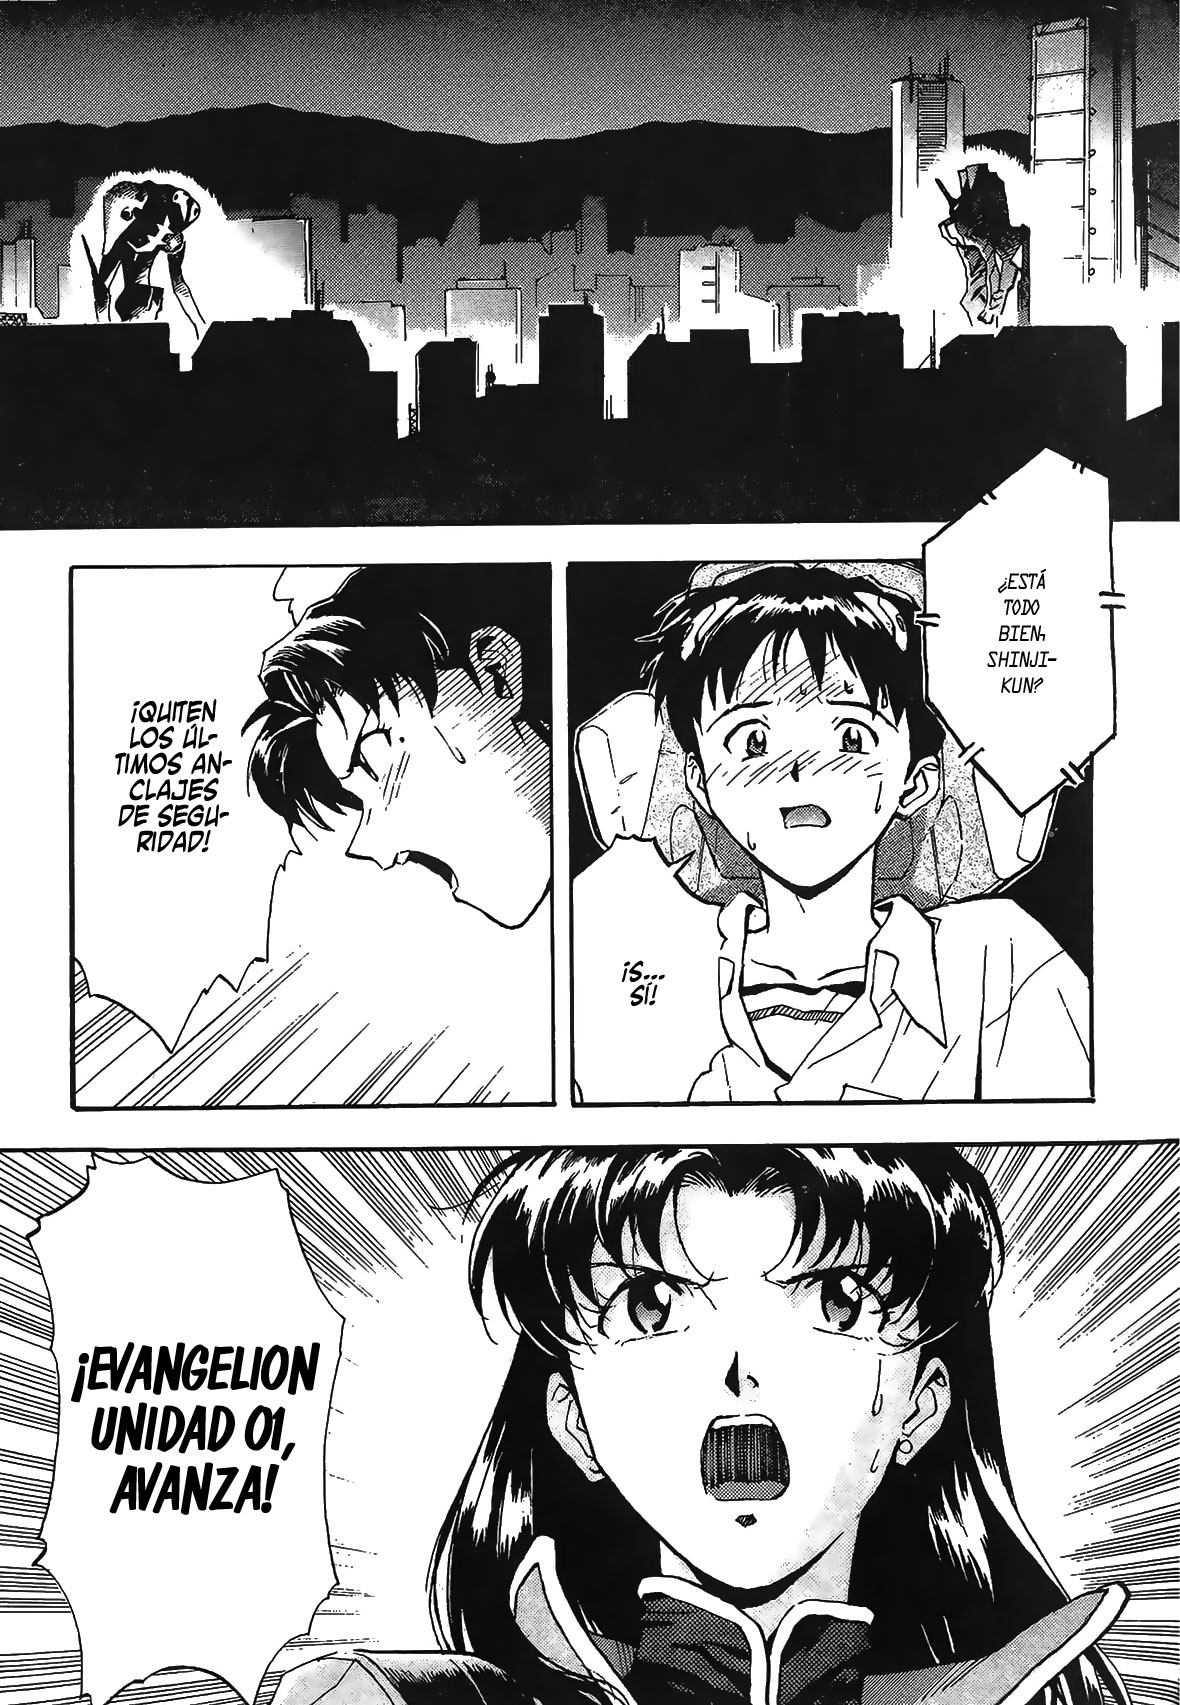 ¿ESTÁ
TODO
BIEN,
SHINJI-
KUN?
¡S...
SÍ!
¡QUITEN
LOS ÚL-
TIMOS AN-
CLAJES
DE SEGU-
RIDAD!
¡EVANGELION
UNIDAD 01,
AVANZA!